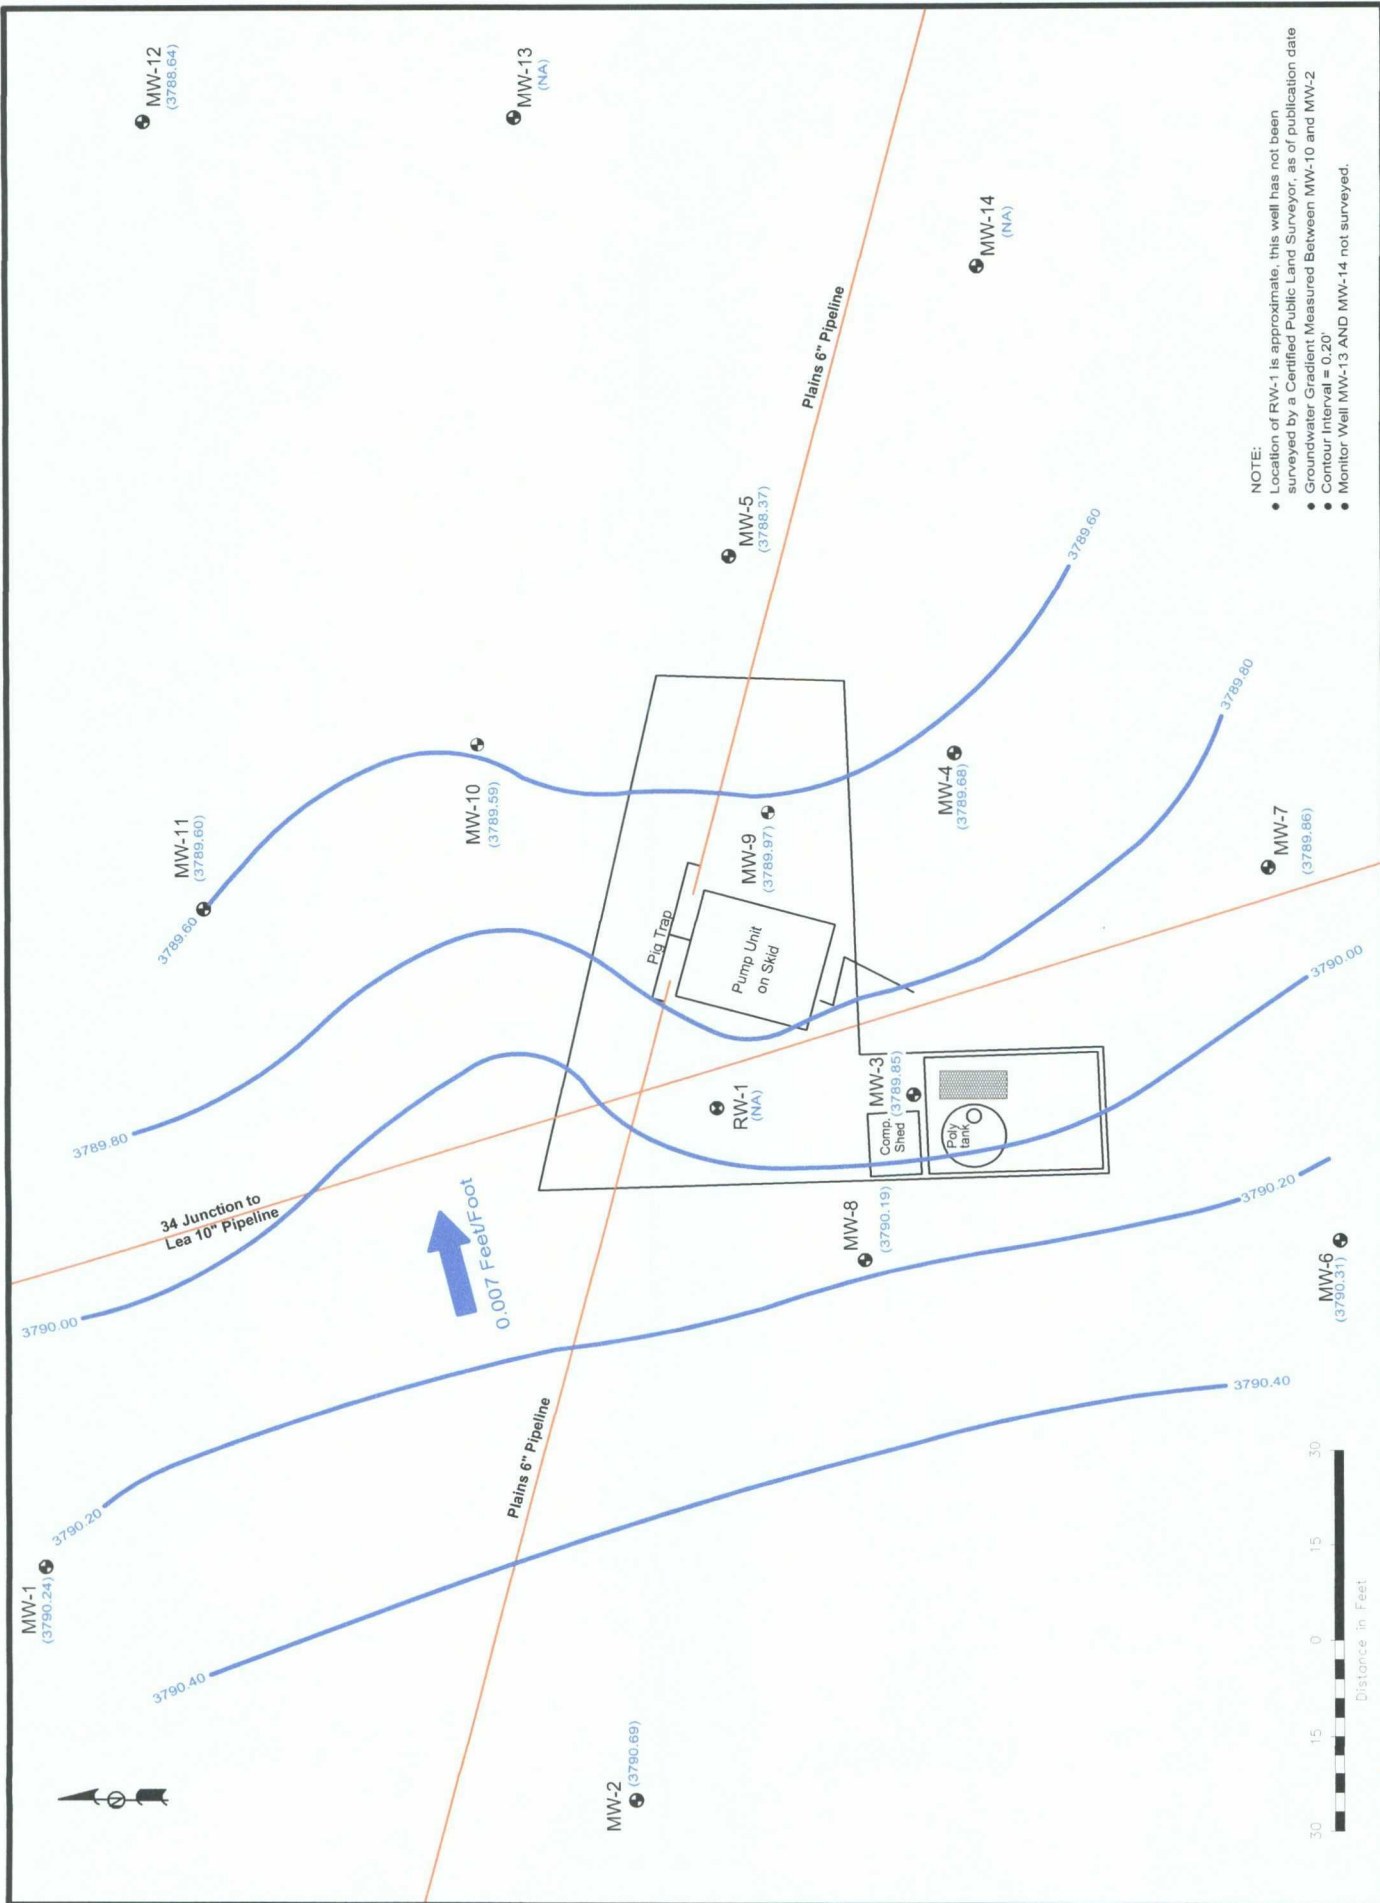 MW-1
(3790.24)
MW-11
(3789.60)
MW-12
(3788.64)
3790.20
3790.00
3789.80
3789.60
3790.40
34 Junction to
Lea 10" Pipeline
N
0.007 Feet/Foot
MW-10
(3789.59)
MW-13
(NA)
Plains 6" Pipeline
MW-2
(3790.69)
Pig Trap
RW-1
(NA)
Pump Unit
on Skid
MW-9
(3789.97)
MW-5
(3788.37)
Plains 6" Pipeline
MW-8
(3790.19)
Comp.
Shed
MW-3
(3789.85)
Poly
tank
MW-4
(3789.68)
MW-14
(NA)
3789.60
3789.80
3790.00
3790.20
3790.40
MW-6
(3790.31)
MW-7
(3789.86)
NOTE:
• Location of RW-1 is approximate, this well has not been
surveyed by a Certified Public Land Surveyor, as of publication date
• Groundwater Gradient Measured Between MW-10 and MW-2
• Contour Interval = 0.20'
• Monitor Well MW-13 AND MW-14 not surveyed.
30 15 0 15 30
Distance in Feet